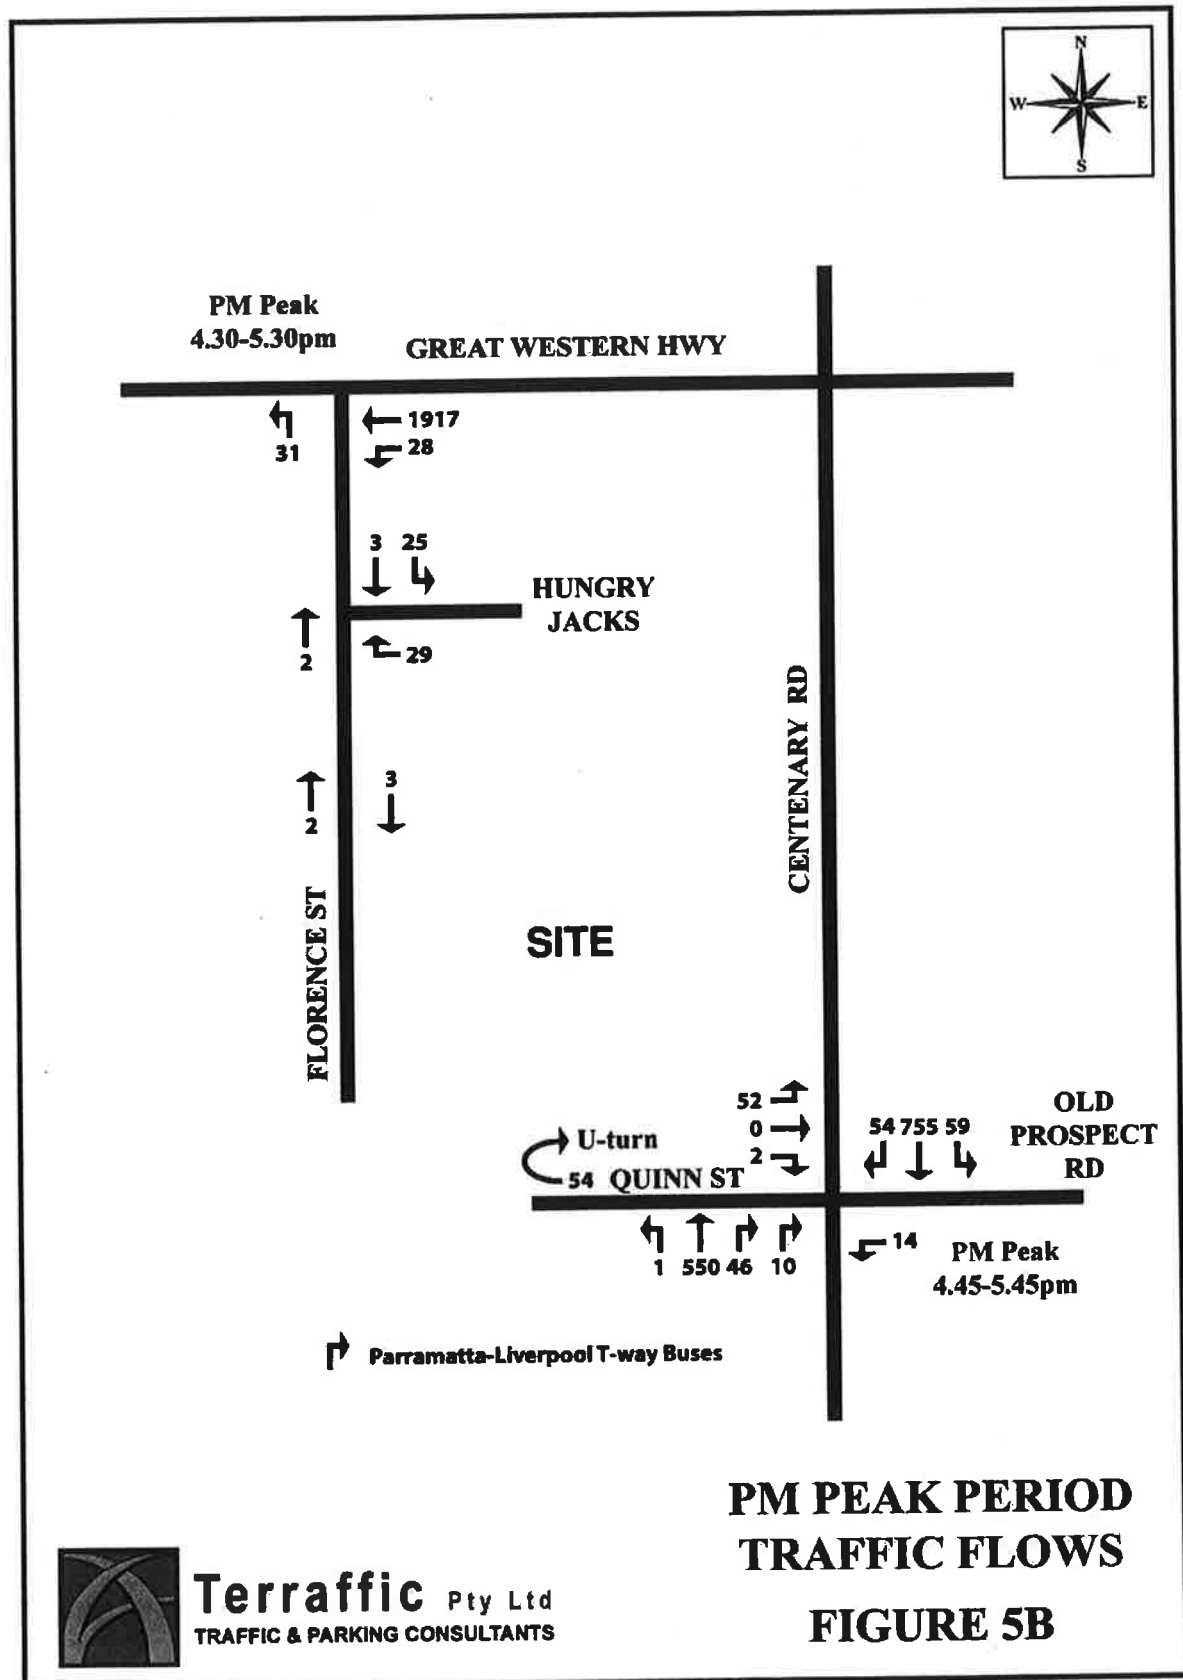 N
W E
S
PM Peak
4.30-5.30pm
GREAT WESTERN HWY
1917
28
31
3 25
HUNGRY
JACKS
2
29
3
2
CENTENARY RD
FLORENCE ST
SITE
52
0
2
54 755 59
OLD
PROSPECT
RD
U-turn
54 QUINN ST
1 550 46 10
14
PM Peak
4.45-5.45pm
Parramatta-Liverpool T-way Buses
PM PEAK PERIOD
TRAFFIC FLOWS
FIGURE 5B
Terraffic Pty Ltd
TRAFFIC & PARKING CONSULTANTS